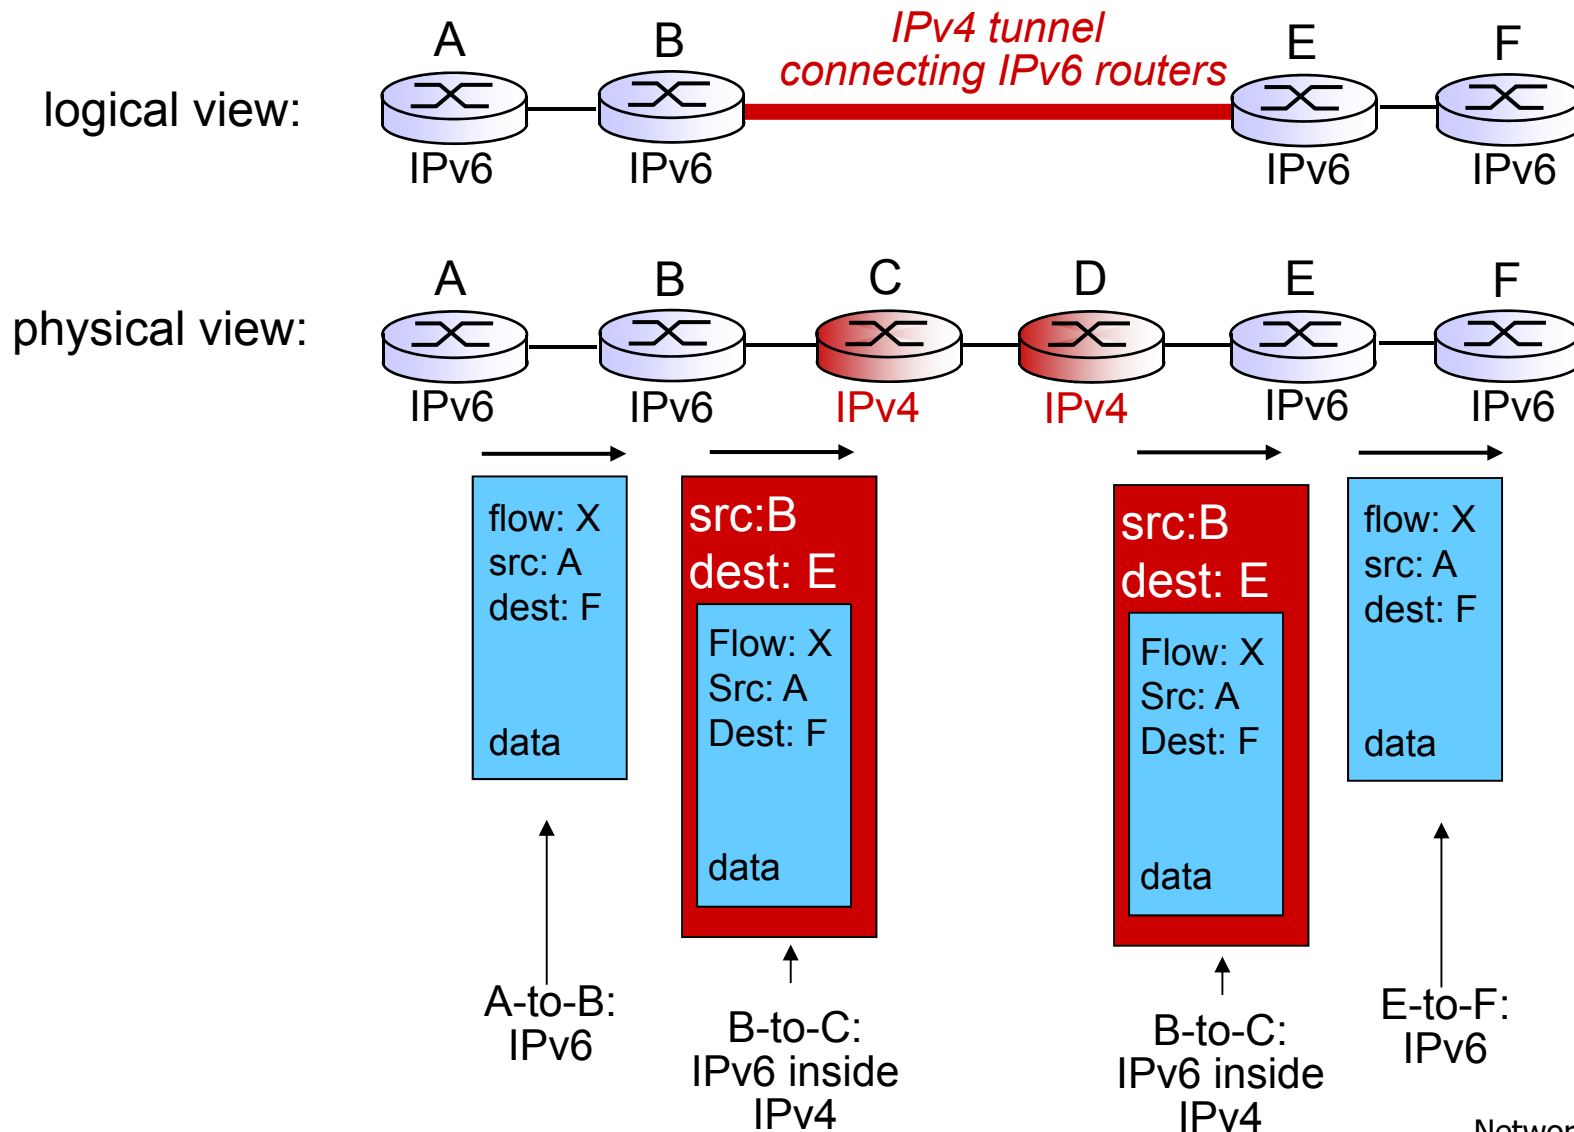 A
B
IPv4 tunnel
connecting IPv6 routers
E
F
logical view:
IPv6
IPv6
IPv6
IPv6
A
B
C
D
E
F
physical view:
IPv6
IPv6
IPv4
IPv4
IPv6
IPv6
flow: X
src: A
dest: F
data
src:B
dest: E
Flow: X
Src: A
Dest: F
data
src:B
dest: E
Flow: X
Src: A
Dest: F
data
flow: X
src: A
dest: F
data
A-to-B:
IPv6
B-to-C:
IPv6 inside
IPv4
B-to-C:
IPv6 inside
IPv4
E-to-F:
IPv6